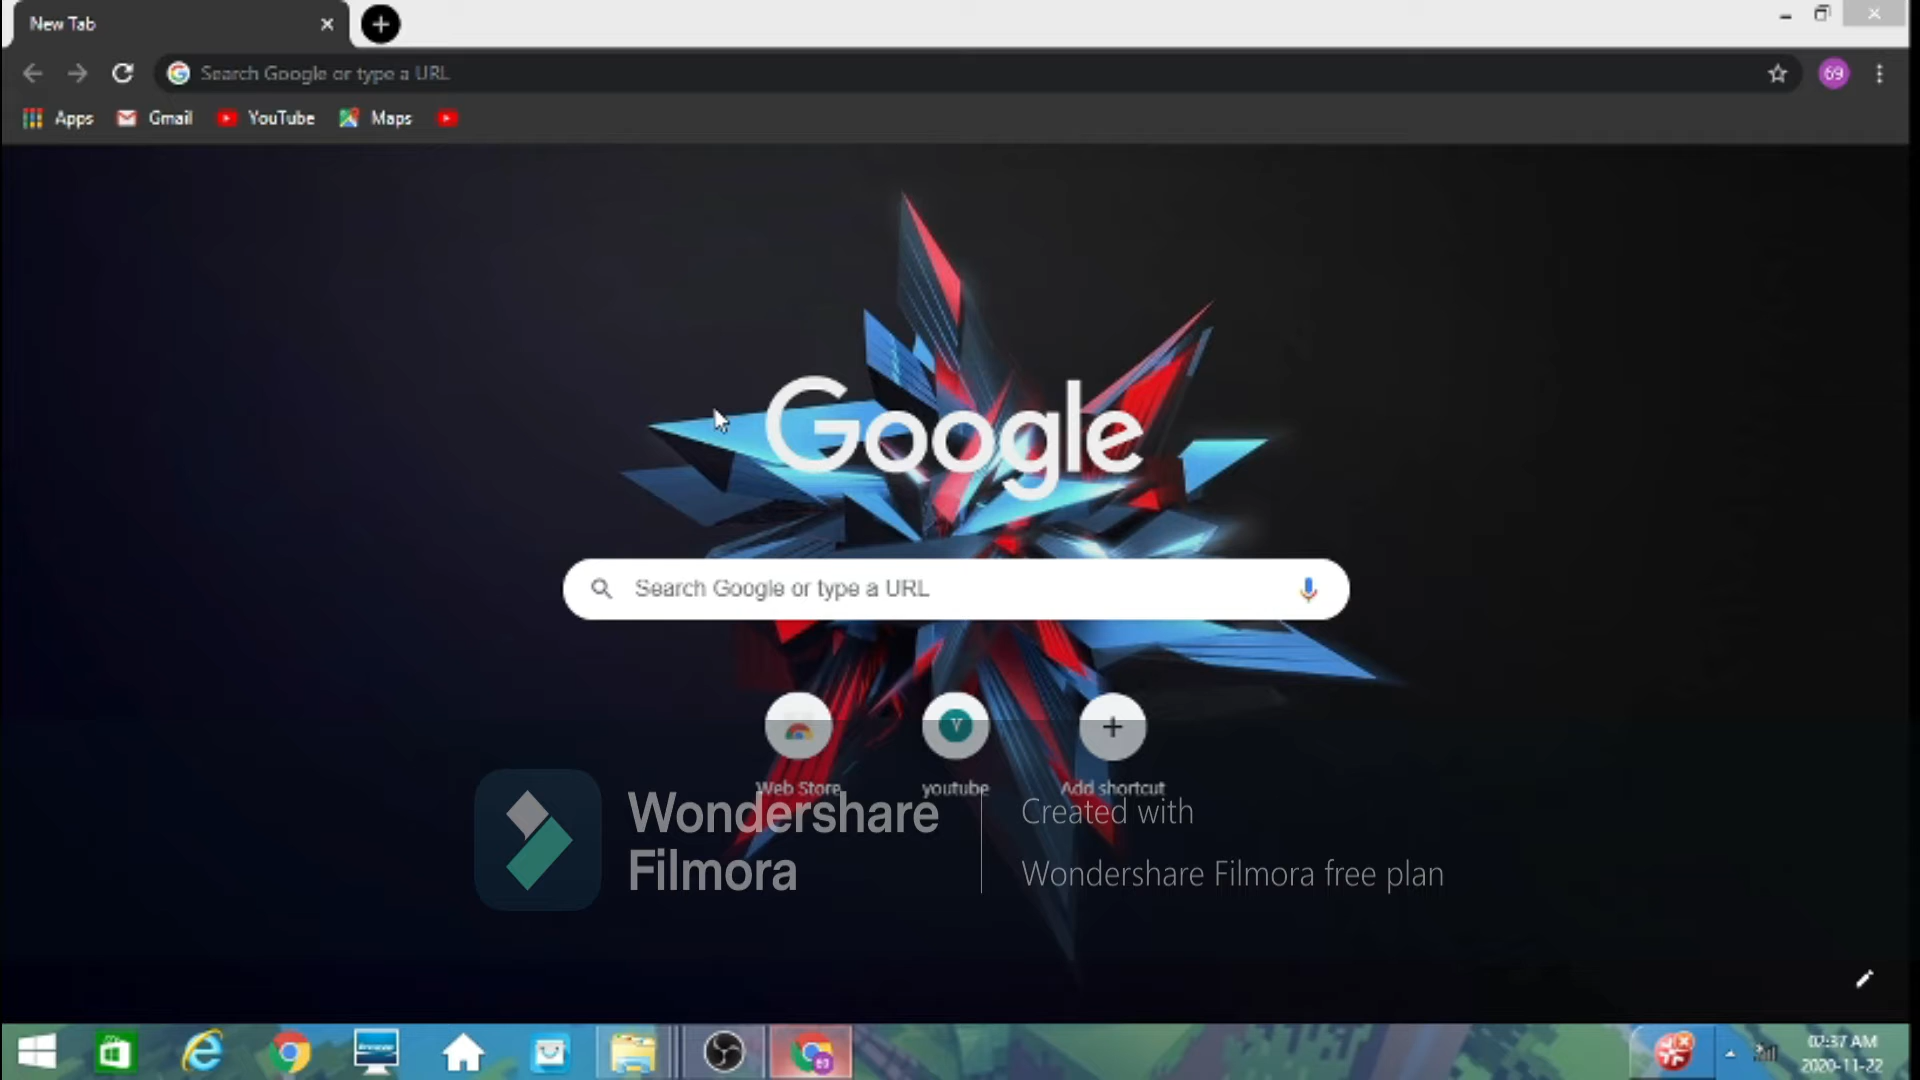 New Tab
Search Google or type a URL
69
Apps
Gmail
YouTube
Maps
Google
Search Google or type a URL
Web Store
youtube
Add shortcut
Wondershare
Filmora
Created with
Wondershare Filmora free plan
02:37 AM
2020-11-22